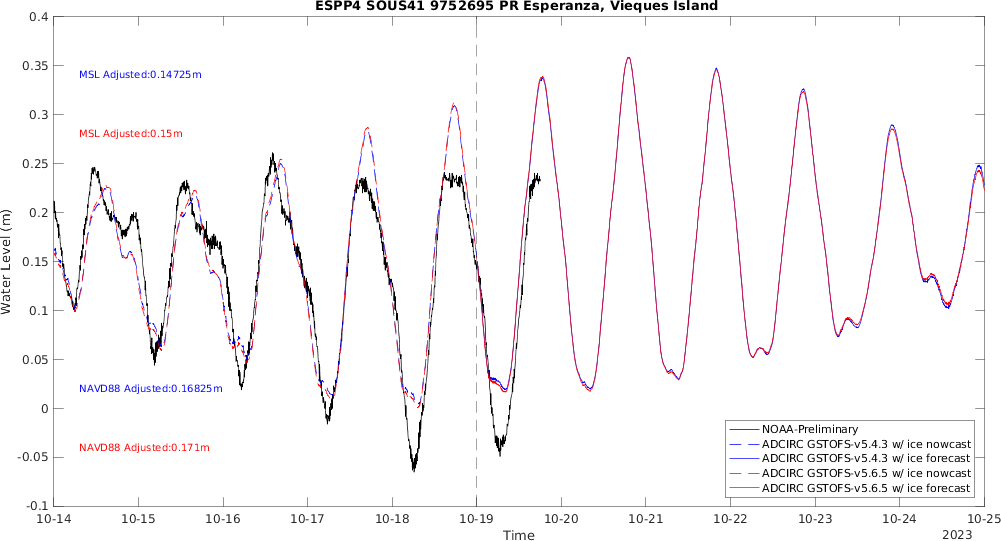 ESPP4 SOUS41 9752695 PR Esperanza, Vieques Island
0.4
0.35
0.3
0.25
0.2
0.15
0.1
0.05
0
-0.05
-0.1
Water Level (m)
MSL Adjusted:0.14725m
MSL Adjusted:0.15m
NAVD88 Adjusted:0.16825m
NAVD88 Adjusted:0.171m
NOAA-Preliminary
ADCIRC GSTOFS-v5.4.3 w/ ice nowcast
ADCIRC GSTOFS-v5.4.3 w/ ice forecast
ADCIRC GSTOFS-v5.6.5 w/ ice nowcast
ADCIRC GSTOFS-v5.6.5 w/ ice forecast
10-14 10-15 10-16 10-17 10-18 10-19 10-20 10-21 10-22 10-23 10-24 10-25
Time
2023